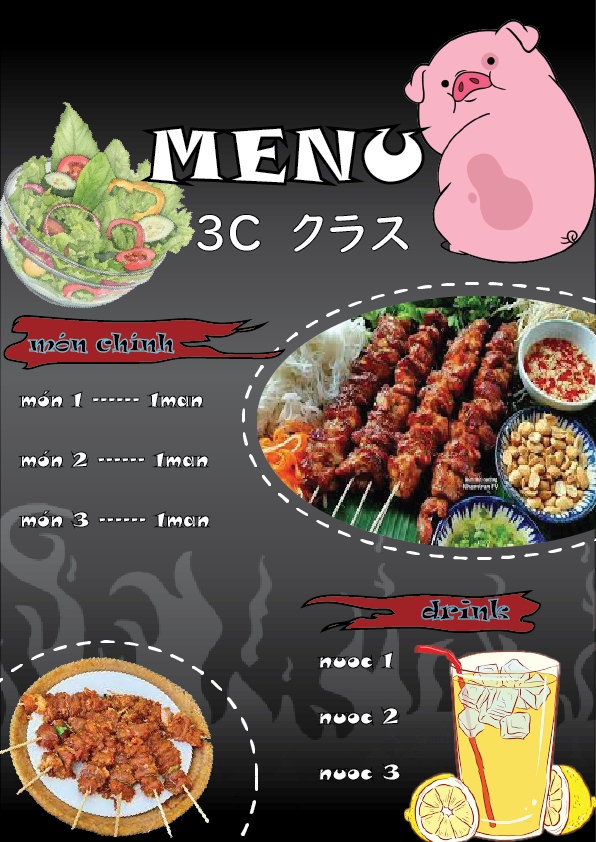 MENU
3C クラス
món chính
món 1 ------ 1man
món 2 ------ 1man
món 3 ------ 1man
drink
nuoc 1
nuoc 2
nuoc 3